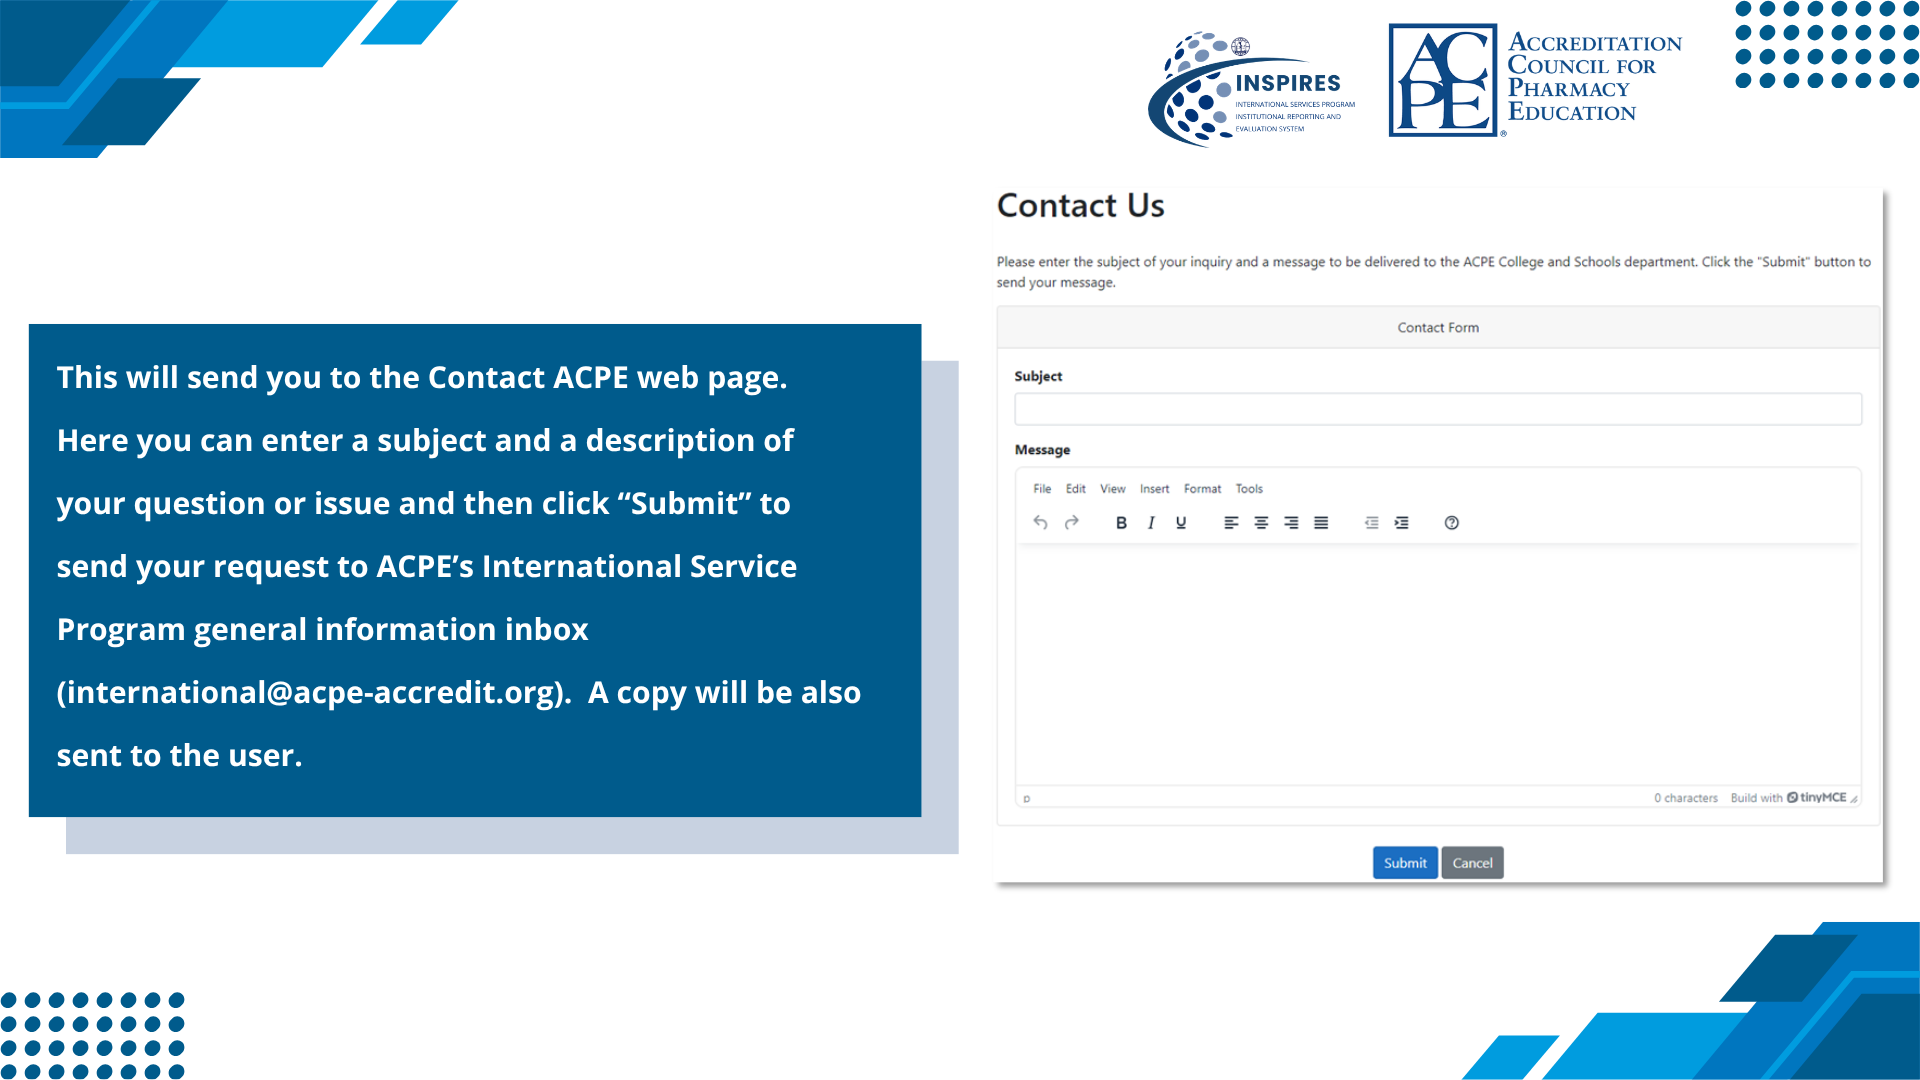 INSPIRES
INTERNATIONAL SERVICES PROGRAM
INSTITUTIONAL REPORTING AND
EVALUATION SYSTEM
ACPE
®
ACCREDITATION
COUNCIL FOR
PHARMACY
EDUCATION
This will send you to the Contact ACPE web page.
Here you can enter a subject and a description of
your question or issue and then click “Submit” to
send your request to ACPE’s International Service
Program general information inbox
(international@acpe-accredit.org).  A copy will be also
sent to the user.
Contact Us
Please enter the subject of your inquiry and a message to be delivered to the ACPE College and Schools department. Click the "Submit" button to
send your message.
Contact Form
Subject
Message
File Edit View Insert Format Tools
B I U
p 0 characters Build with tinyMCE
Submit Cancel